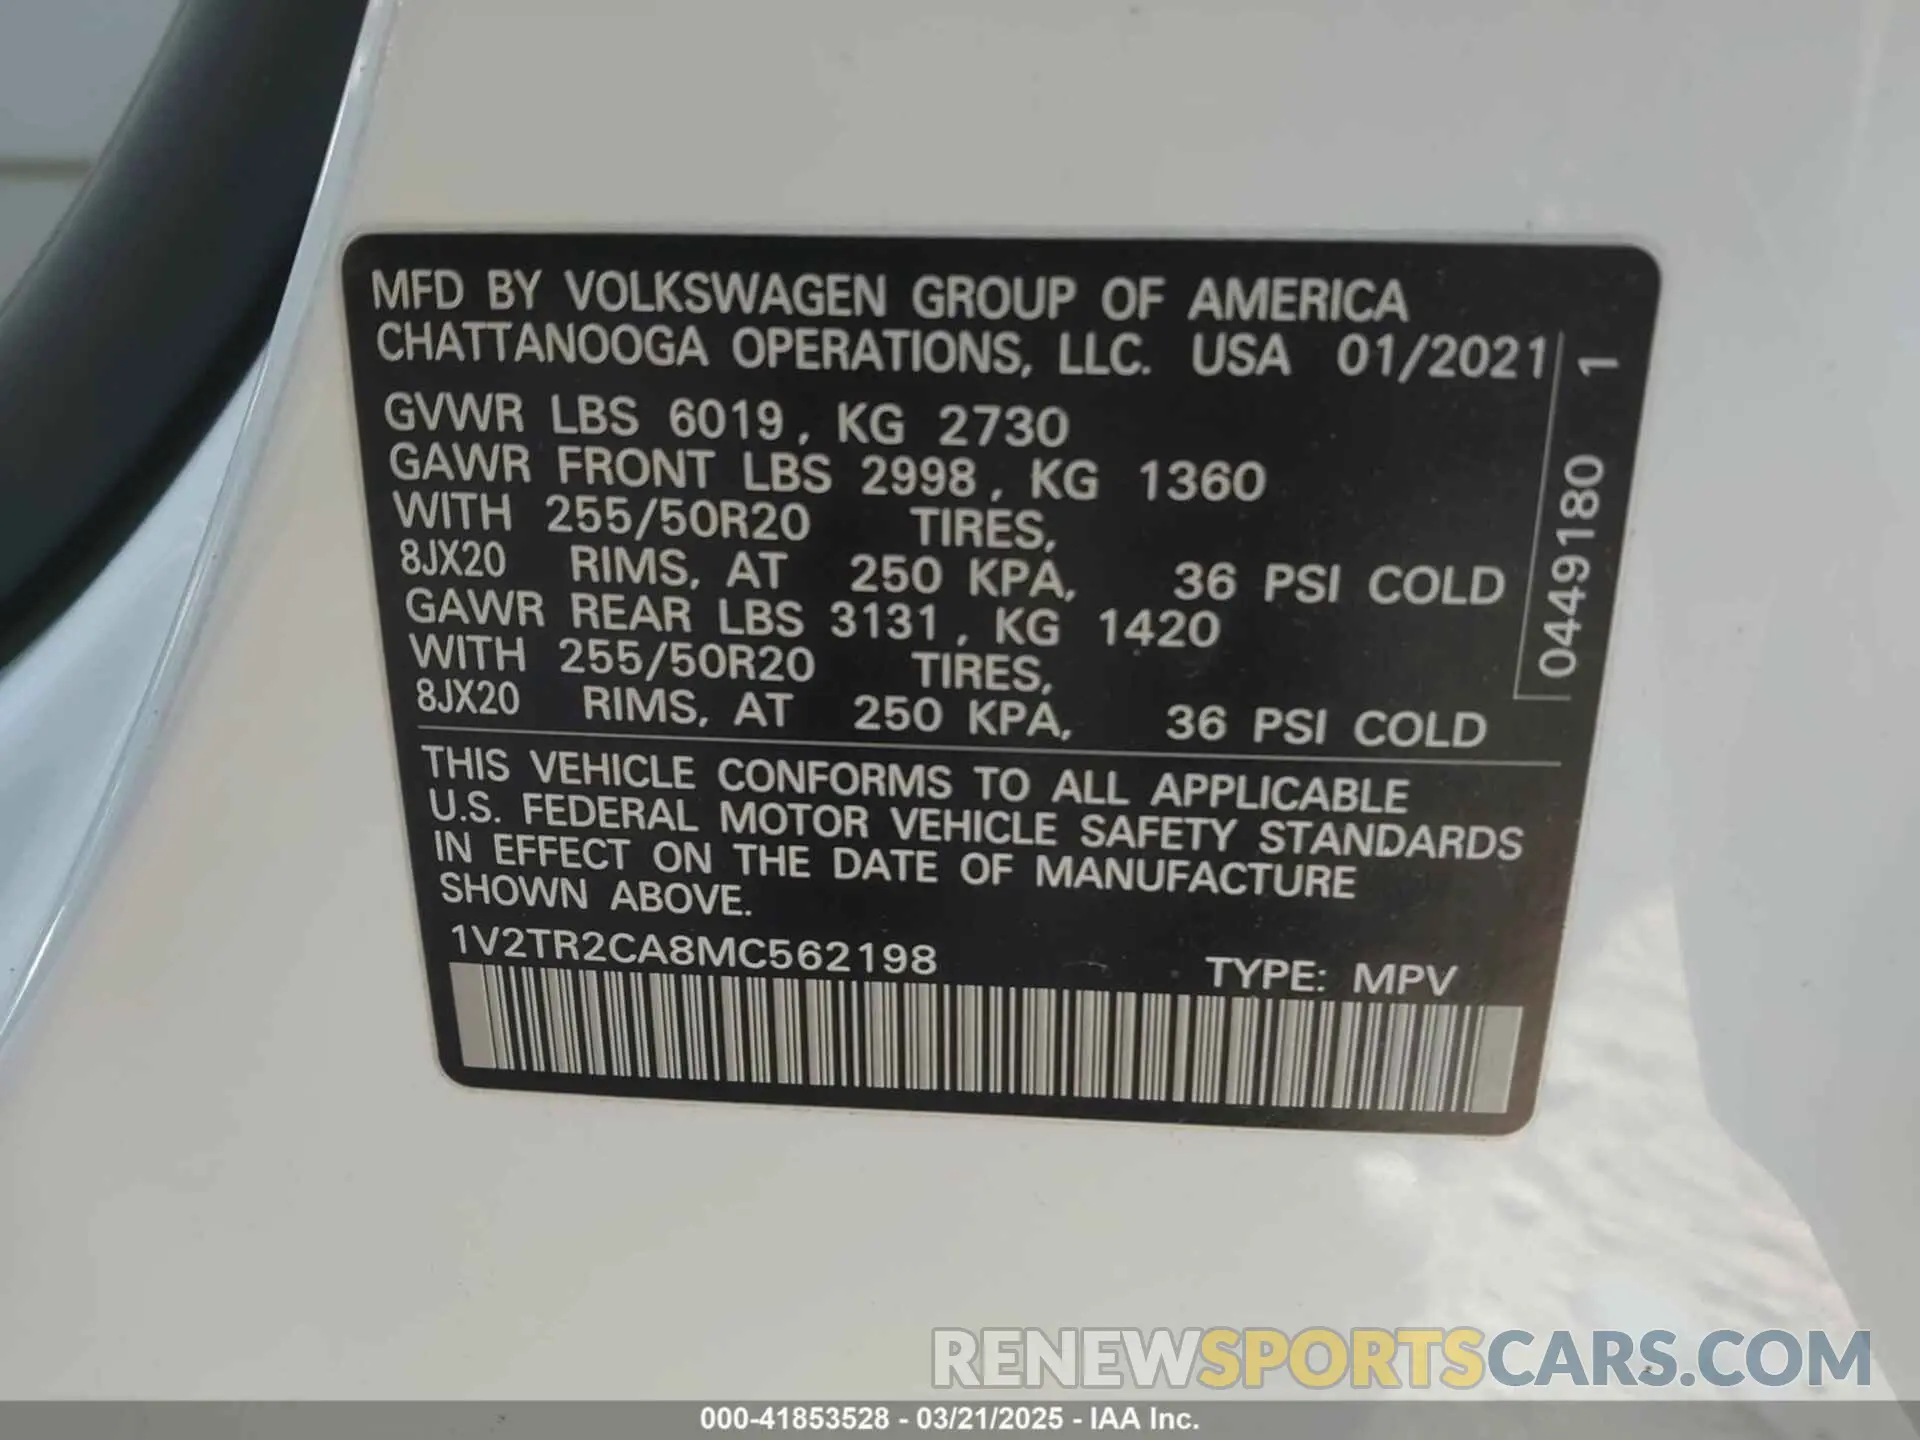 MFD BY VOLKSWAGEN GROUP OF AMERICA
CHATTANOOGA OPERATIONS, LLC. USA 01/2021
GVWR LBS 6019, KG 2730
GAWR FRONT LBS 2998, KG 1360
WITH 255/50R20 TIRES,
8JX20 RIMS, AT 250 KPA, 36 PSI COLD
GAWR REAR LBS 3131, KG 1420
WITH 255/50R20 TIRES,
8JX20 RIMS, AT 250 KPA, 36 PSI COLD
0449180 1
THIS VEHICLE CONFORMS TO ALL APPLICABLE
U.S. FEDERAL MOTOR VEHICLE SAFETY STANDARDS
IN EFFECT ON THE DATE OF MANUFACTURE
SHOWN ABOVE.
1V2TR2CA8MC562198 TYPE: MPV
RENEWSPORTSCARS.COM
000-41853528 - 03/21/2025 - IAA Inc.